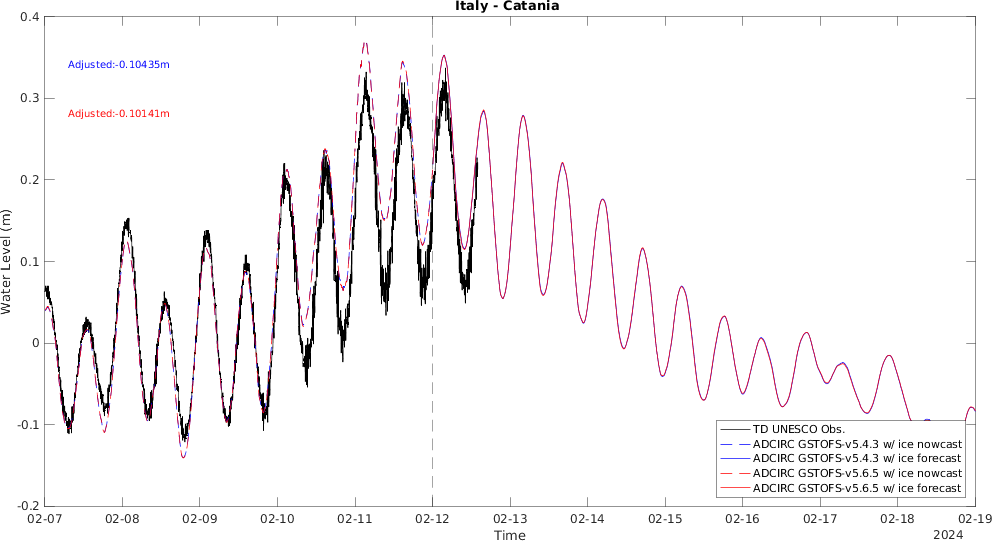 Italy - Catania
0.4
0.3
0.2
0.1
0
-0.1
-0.2
Water Level (m)
Adjusted:-0.10435m
Adjusted:-0.10141m
TD UNESCO Obs.
ADCIRC GSTOFS-v5.4.3 w/ ice nowcast
ADCIRC GSTOFS-v5.4.3 w/ ice forecast
ADCIRC GSTOFS-v5.6.5 w/ ice nowcast
ADCIRC GSTOFS-v5.6.5 w/ ice forecast
02-07 02-08 02-09 02-10 02-11 02-12 02-13 02-14 02-15 02-16 02-17 02-18 02-19
Time
2024